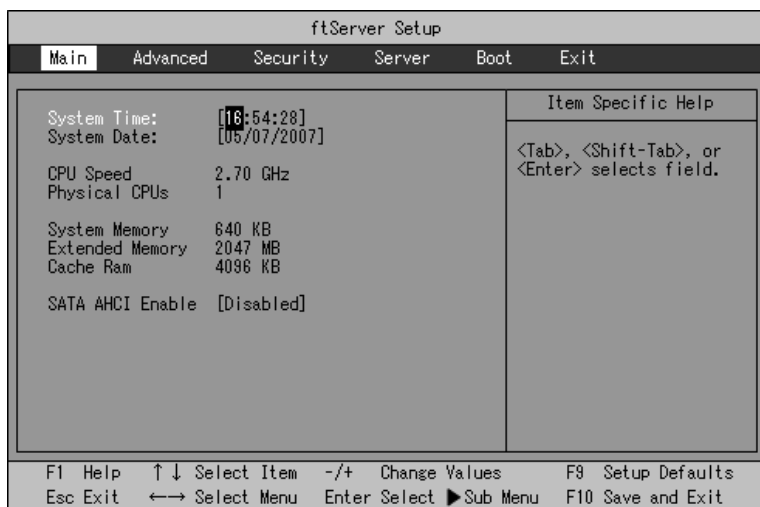 ftServer Setup
Main Advanced Security Server Boot Exit
System Time: [16:54:28]
System Date: [05/07/2007]
CPU Speed 2.70 GHz
Physical CPUs 1
System Memory 640 KB
Extended Memory 2047 MB
Cache Ram 4096 KB
SATA AHCI Enable [Disabled]
Item Specific Help
<Tab>, <Shift-Tab>, or
<Enter> selects field.
F1 Help ↑↓ Select Item -/+ Change Values F9 Setup Defaults
Esc Exit ←→ Select Menu Enter Select ▶Sub Menu F10 Save and Exit